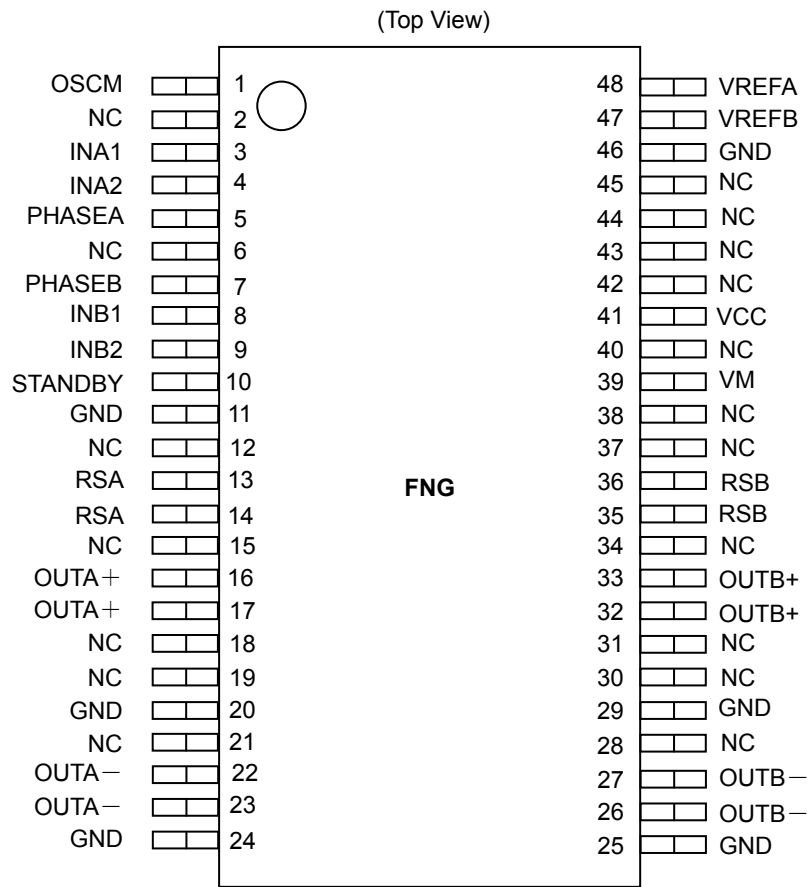 (Top View)
OSCM 1 48 VREFA
NC 2 47 VREFB
INA1 3 46 GND
INA2 4 45 NC
PHASEA 5 44 NC
NC 6 43 NC
PHASEB 7 42 NC
INB1 8 41 VCC
INB2 9 40 NC
STANDBY 10 39 VM
GND 11 38 NC
NC 12 37 NC
RSA 13 36 RSB
FNG
RSA 14 35 RSB
NC 15 34 NC
OUTA+ 16 33 OUTB+
OUTA+ 17 32 OUTB+
NC 18 31 NC
NC 19 30 NC
GND 20 29 GND
NC 21 28 NC
OUTA− 22 27 OUTB−
OUTA− 23 26 OUTB−
GND 24 25 GND